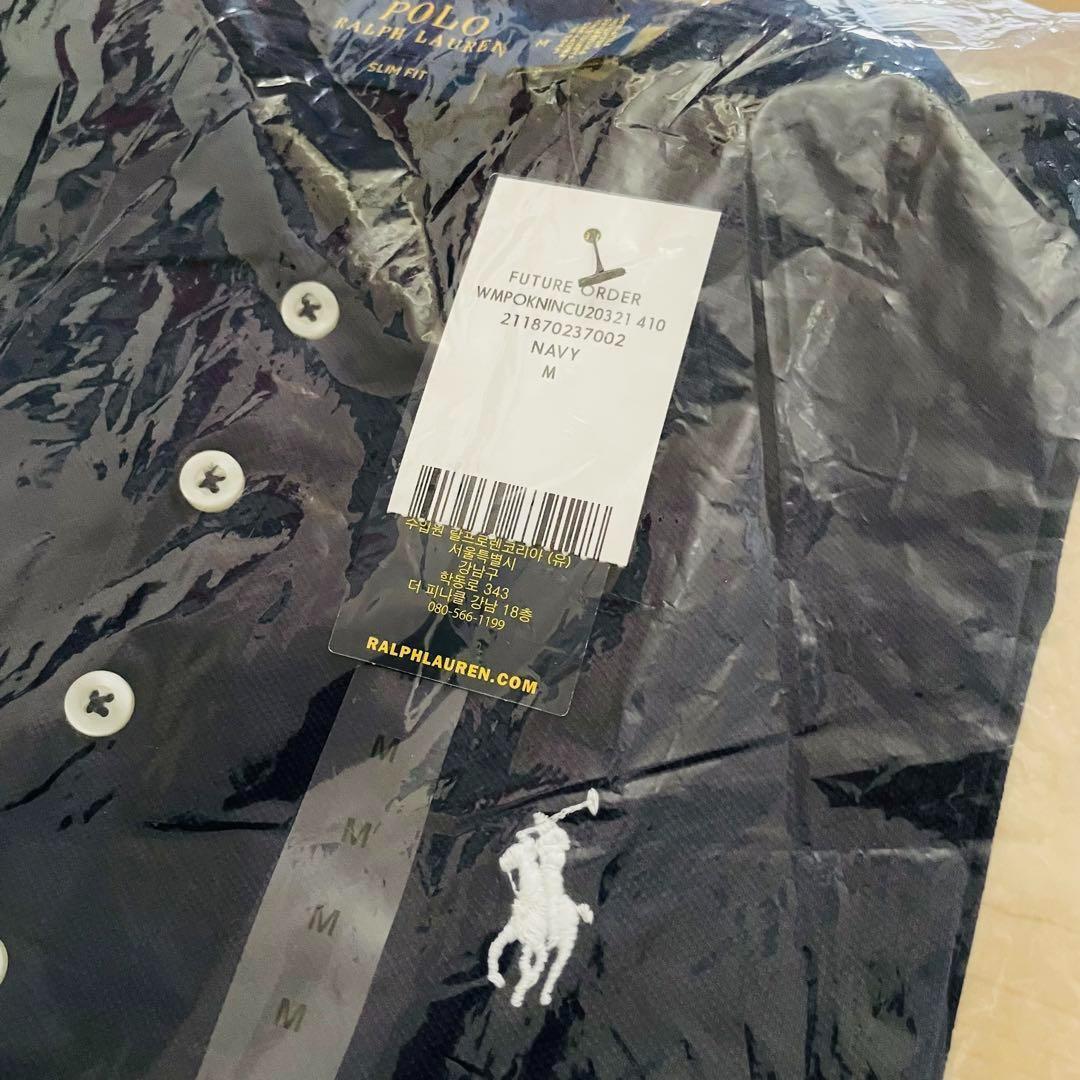 POLO
RALPH LAUREN
M
SLIM FIT
FUTURE ORDER
WMPOKNINCU20321 410
211870237002
NAVY
M
수입원 랄프로렌코리아 (유)
서울특별시
강남구
학동로 343
더 피나클 강남 18층
080-566-1199
RALPHLAUREN.COM
M
M
M
M